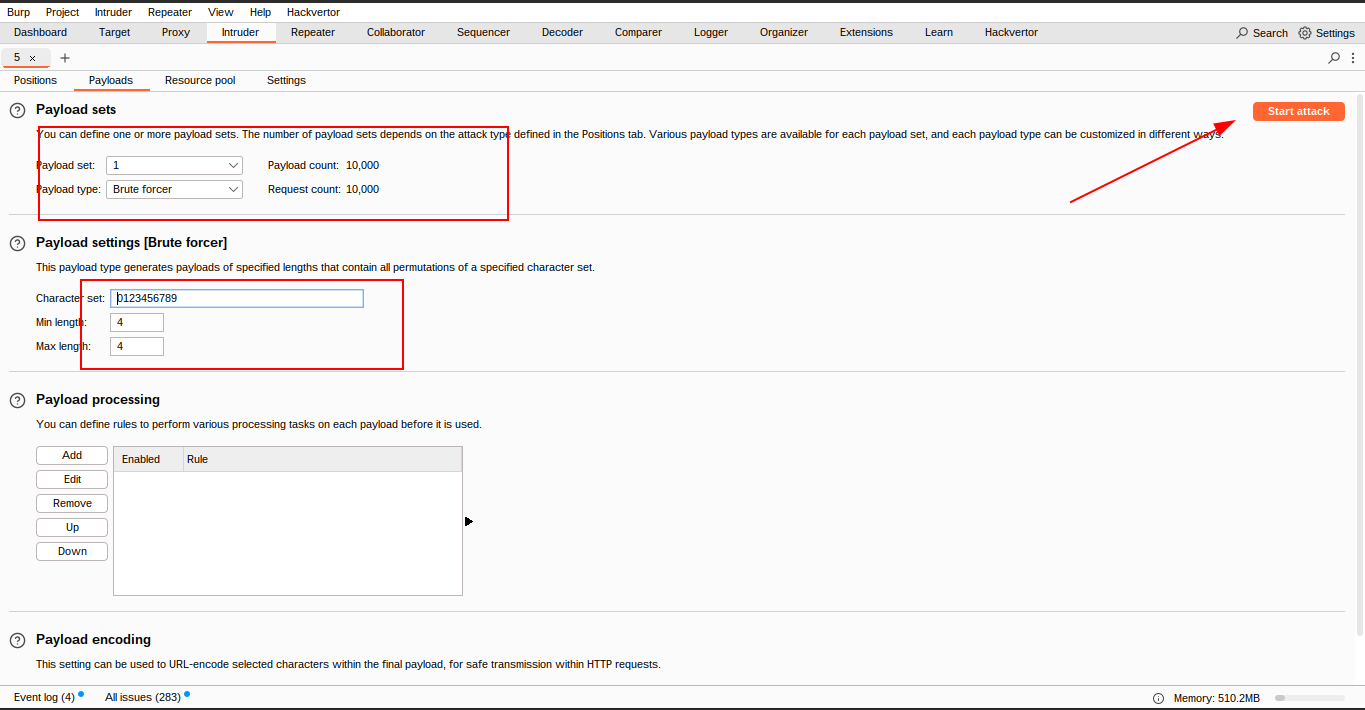 Burp Project Intruder Repeater View Help Hackvertor
Dashboard Target Proxy Intruder Repeater Collaborator Sequencer Decoder Comparer Logger Organizer Extensions Learn Hackvertor Search Settings
5 × +
Positions Payloads Resource pool Settings
? Payload sets Start attack
You can define one or more payload sets. The number of payload sets depends on the attack type defined in the Positions tab. Various payload types are available for each payload set, and each payload type can be customized in different ways.
Payload set: 1 Payload count: 10,000
Payload type: Brute forcer Request count: 10,000
? Payload settings [Brute forcer]
This payload type generates payloads of specified lengths that contain all permutations of a specified character set.
Character set: 0123456789
Min length: 4
Max length: 4
? Payload processing
You can define rules to perform various processing tasks on each payload before it is used.
Add Enabled Rule
Edit
Remove
Up
Down
? Payload encoding
This setting can be used to URL-encode selected characters within the final payload, for safe transmission within HTTP requests.
Event log (4) All issues (283) Memory: 510.2MB